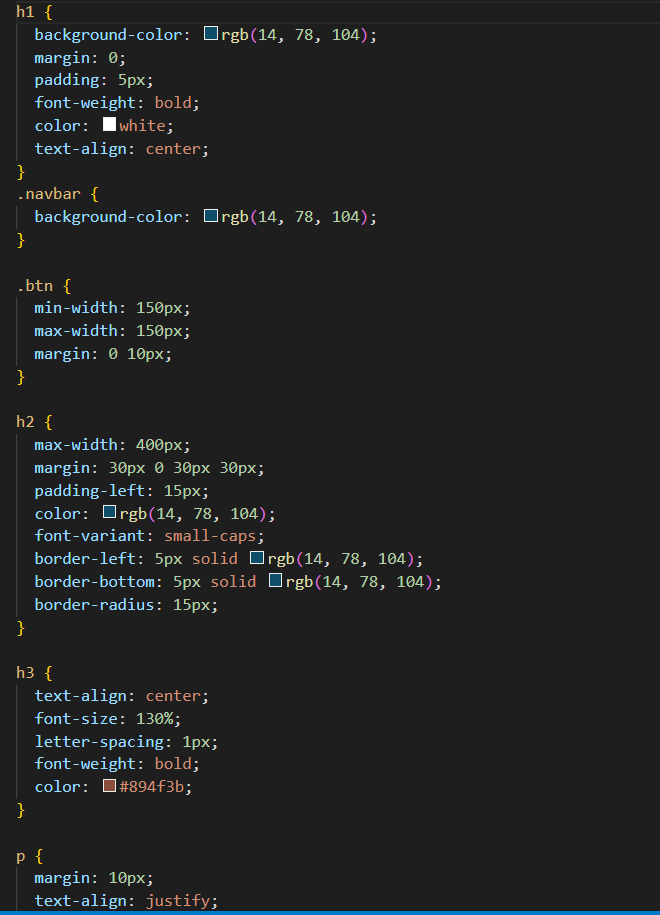 h1 {
background-color: rgb(14, 78, 104);
margin: 0;
padding: 5px;
font-weight: bold;
color: white;
text-align: center;
}
.navbar {
background-color: rgb(14, 78, 104);
}
.btn {
min-width: 150px;
max-width: 150px;
margin: 0 10px;
}
h2 {
max-width: 400px;
margin: 30px 0 30px 30px;
padding-left: 15px;
color: rgb(14, 78, 104);
font-variant: small-caps;
border-left: 5px solid rgb(14, 78, 104);
border-bottom: 5px solid rgb(14, 78, 104);
border-radius: 15px;
}
h3 {
text-align: center;
font-size: 130%;
letter-spacing: 1px;
font-weight: bold;
color: #894f3b;
}
p {
margin: 10px;
text-align: justify;